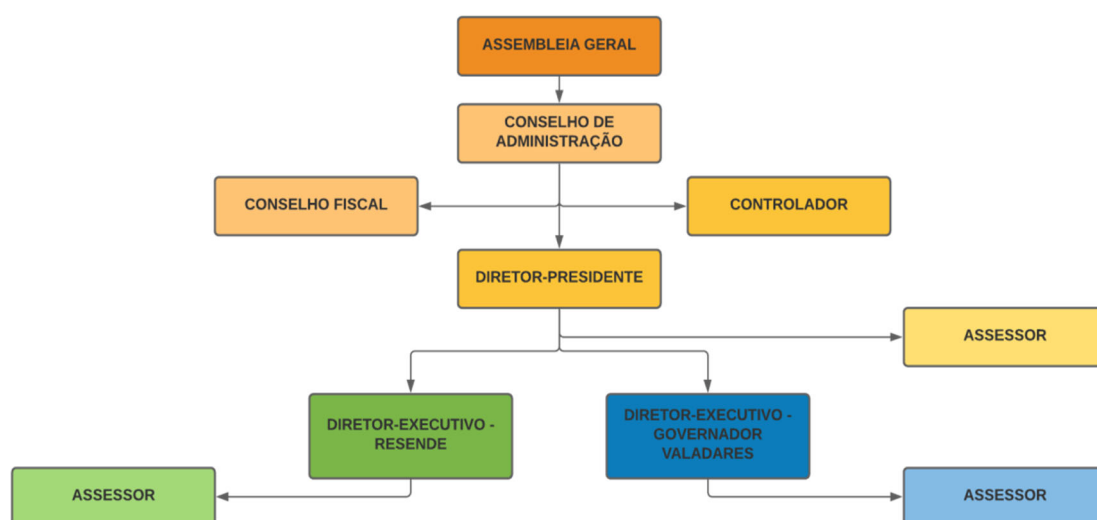 ASSEMBLEIA GERAL
CONSELHO DE
ADMINISTRAÇÃO
CONSELHO FISCAL
CONTROLADOR
DIRETOR-PRESIDENTE
ASSESSOR
DIRETOR-EXECUTIVO -
RESENDE
DIRETOR-EXECUTIVO -
GOVERNADOR
VALADARES
ASSESSOR
ASSESSOR